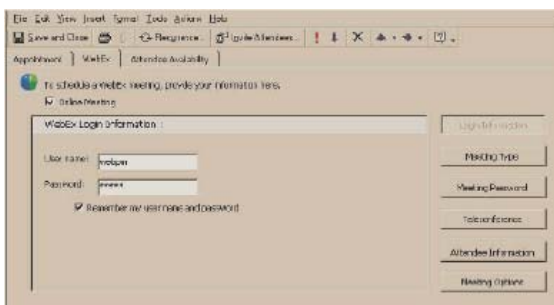 File Edit View Insert Format Tools Actions Help
Save and Close Recurrence... Invite Attendees...
Appointment WebEx Attendee Availability
To schedule a WebEx meeting, provide your information here.
Online Meeting
WebEx Login Information :
Login Information
User name: webpm
Meeting Type
Password: *****
Meeting Password
Remember my user name and password
Teleconference
Attendee Information
Meeting Options